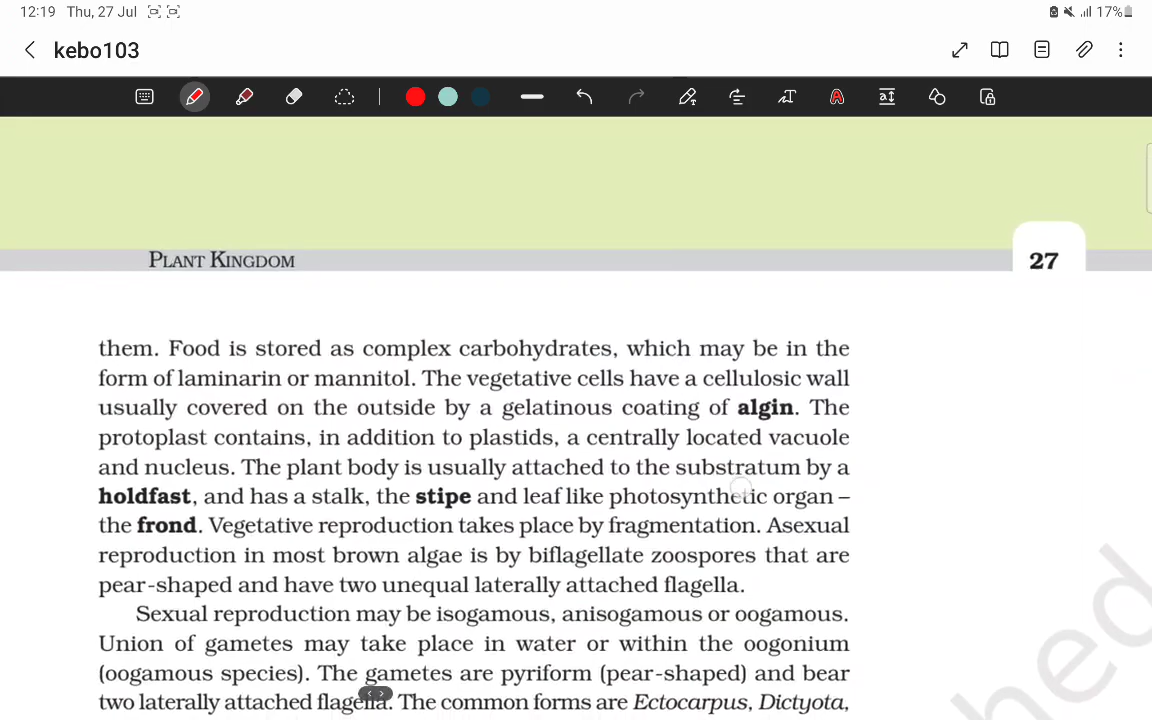 12:19 Thu, 27 Jul 17%
kebo103
PLANT KINGDOM 27
them. Food is stored as complex carbohydrates, which may be in the
form of laminarin or mannitol. The vegetative cells have a cellulosic wall
usually covered on the outside by a gelatinous coating of algin. The
protoplast contains, in addition to plastids, a centrally located vacuole
and nucleus. The plant body is usually attached to the substratum by a
holdfast, and has a stalk, the stipe and leaf like photosynthetic organ –
the frond. Vegetative reproduction takes place by fragmentation. Asexual
reproduction in most brown algae is by biflagellate zoospores that are
pear-shaped and have two unequal laterally attached flagella.
Sexual reproduction may be isogamous, anisogamous or oogamous.
Union of gametes may take place in water or within the oogonium
(oogamous species). The gametes are pyriform (pear-shaped) and bear
two laterally attached flagella. The common forms are Ectocarpus, Dictyota,
hed